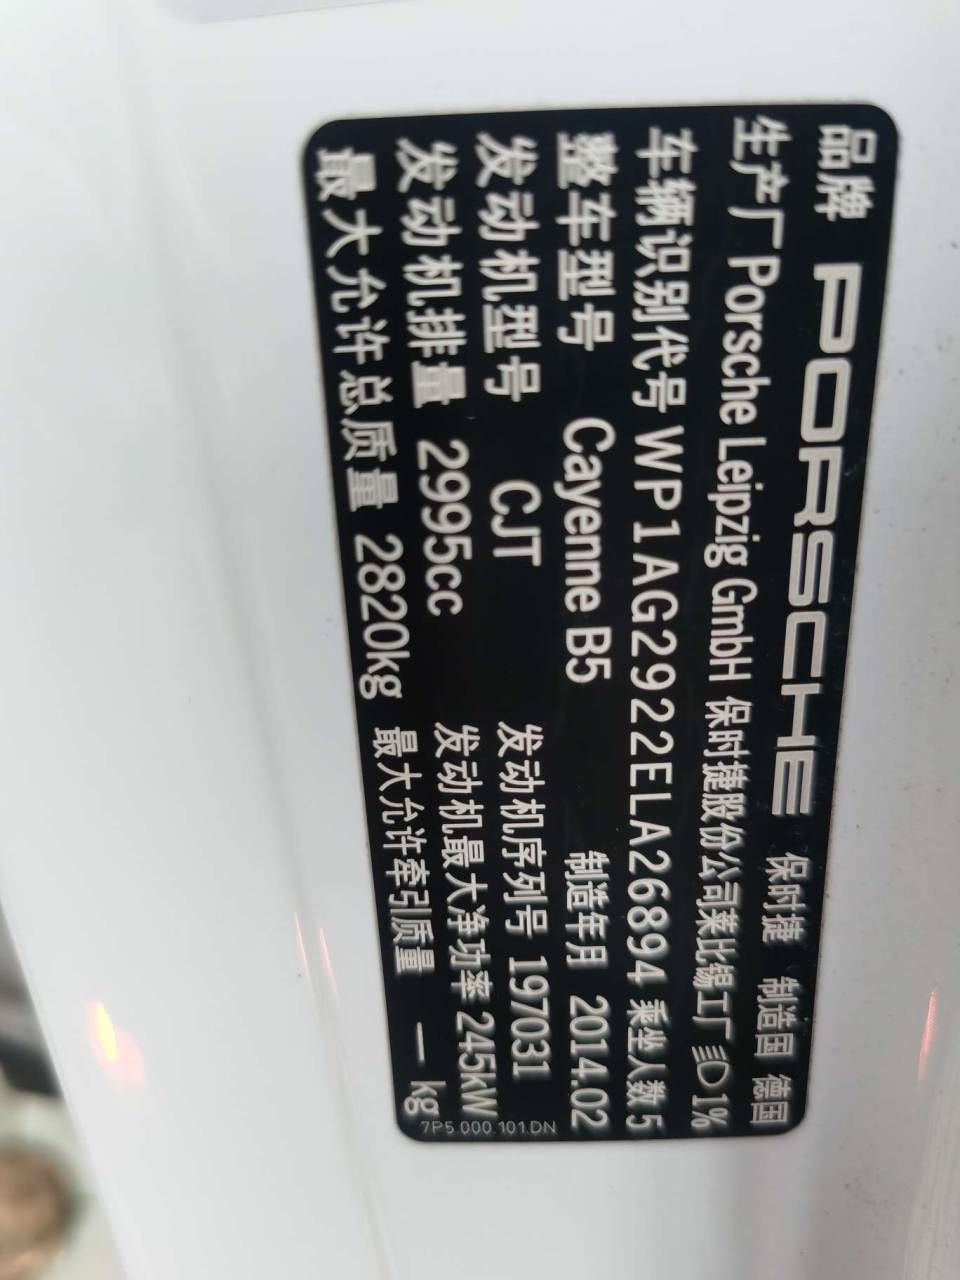 品牌 PORSCHE 保时捷 制造国 德国
生产厂 Porsche Leipzig GmbH 保时捷股份公司莱比锡工厂 1%
车辆识别代号 WP1AG2922ELA26894 乘坐人数 5
整车型号 Cayenne B5 制造年月 2014.02
发动机型号 CJT 发动机序列号 197031
发动机排量 2995cc 发动机最大净功率 245kW
最大允许总质量 2820kg 最大允许牵引质量 — kg
7P5.000.101.DN